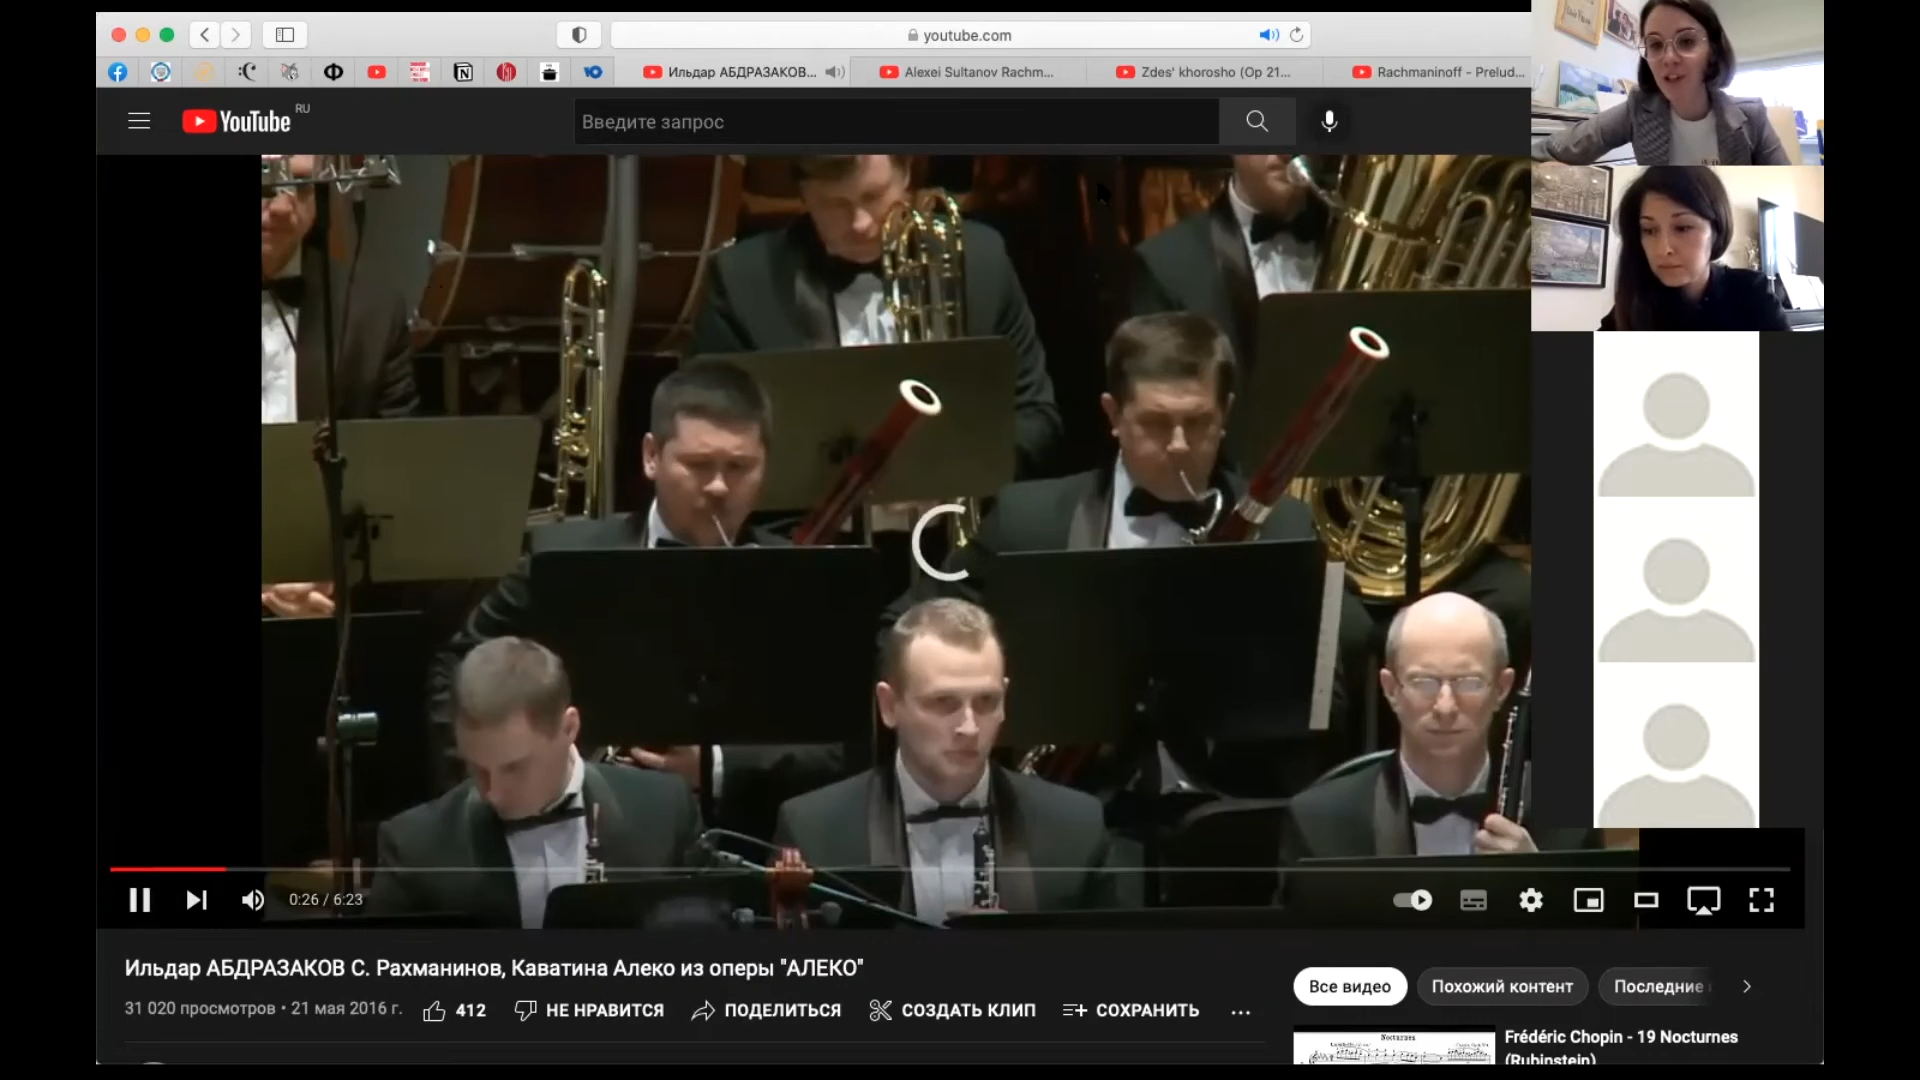 youtube.com
Ильдар АБДРАЗАКОВ...
Alexei Sultanov Rachm...
Zdes' khorosho (Op 21...
Rachmaninoff - Prelud...
YouTube RU
Введите запрос
0:26 / 6:23
Ильдар АБДРАЗАКОВ С. Рахманинов, Каватина Алеко из оперы "АЛЕКО"
31 020 просмотров • 21 мая 2016 г.
412
НЕ НРАВИТСЯ
ПОДЕЛИТЬСЯ
СОЗДАТЬ КЛИП
СОХРАНИТЬ
Все видео
Похожий контент
Последние
Nocturnes
Frédéric Chopin - 19 Nocturnes
(Rubinstein)